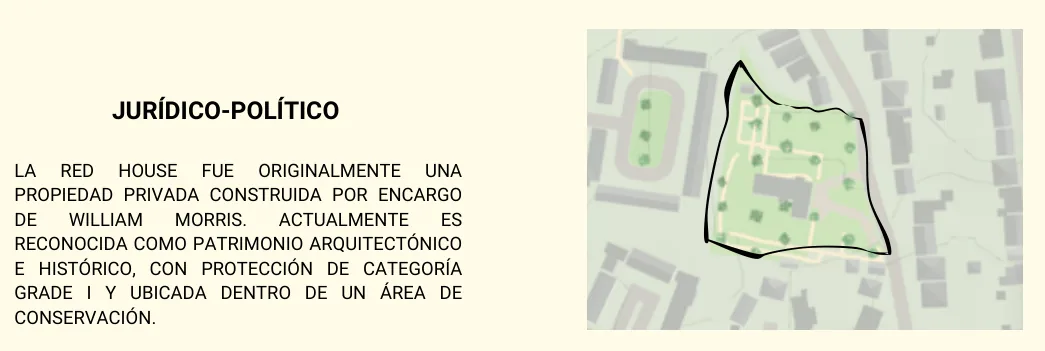 JURÍDICO-POLÍTICO
LA RED HOUSE FUE ORIGINALMENTE UNA
PROPIEDAD PRIVADA CONSTRUIDA POR ENCARGO
DE WILLIAM MORRIS. ACTUALMENTE ES
RECONOCIDA COMO PATRIMONIO ARQUITECTÓNICO
E HISTÓRICO, CON PROTECCIÓN DE CATEGORÍA
GRADE I Y UBICADA DENTRO DE UN ÁREA DE
CONSERVACIÓN.